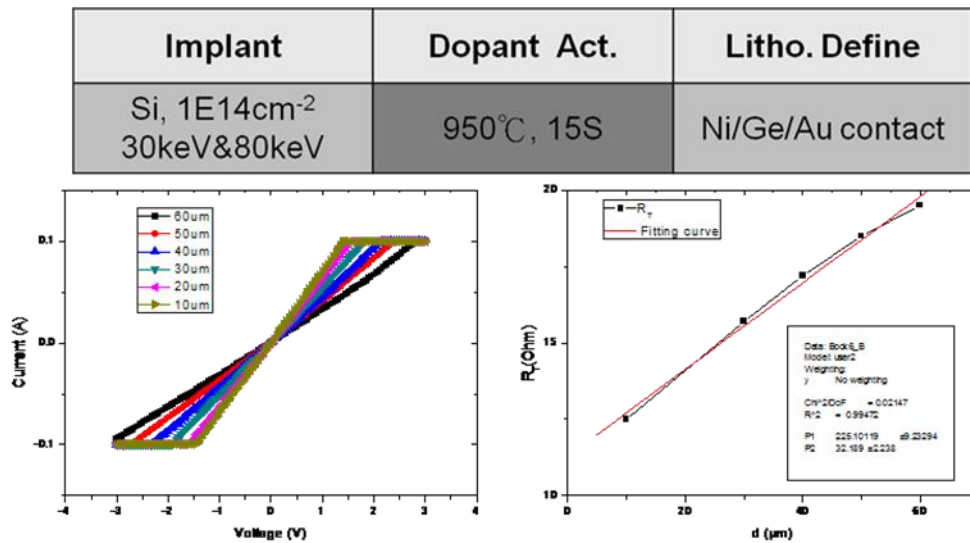 Implant
Dopant Act.
Litho. Define
Si, 1E14cm-2
30keV&80keV
950℃, 15S
Ni/Ge/Au contact
0.1
0.0
-0.1
Current (A)
60um
50um
40um
30um
20um
10um
-4
-3
-2
-1
0
1
2
3
4
Voltage (V)
20
10
RT(Ohm)
RT
Fitting curve
Data: Book6_B
Model: user2
Weighting:
y No weighting
Chi^2/DoF = 0.02147
R^2 = 0.99472
P1 225.10119 ±9.23294
P2 32.189 ±2.238
0
20
40
60
d (µm)